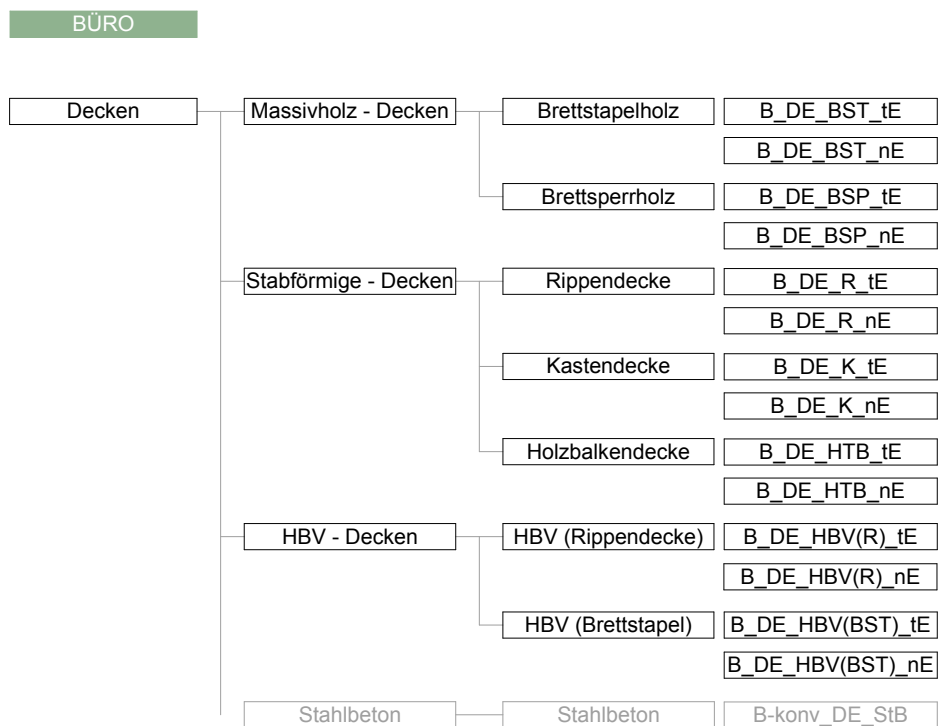 BÜRO
Decken Massivholz - Decken Brettstapelholz B_DE_BST_tE
B_DE_BST_nE
Brettsperrholz B_DE_BSP_tE
B_DE_BSP_nE
Stabförmige - Decken Rippendecke B_DE_R_tE
B_DE_R_nE
Kastendecke B_DE_K_tE
B_DE_K_nE
Holzbalkendecke B_DE_HTB_tE
B_DE_HTB_nE
HBV - Decken HBV (Rippendecke) B_DE_HBV(R)_tE
B_DE_HBV(R)_nE
HBV (Brettstapel) B_DE_HBV(BST)_tE
B_DE_HBV(BST)_nE
Stahlbeton Stahlbeton B-konv_DE_StB